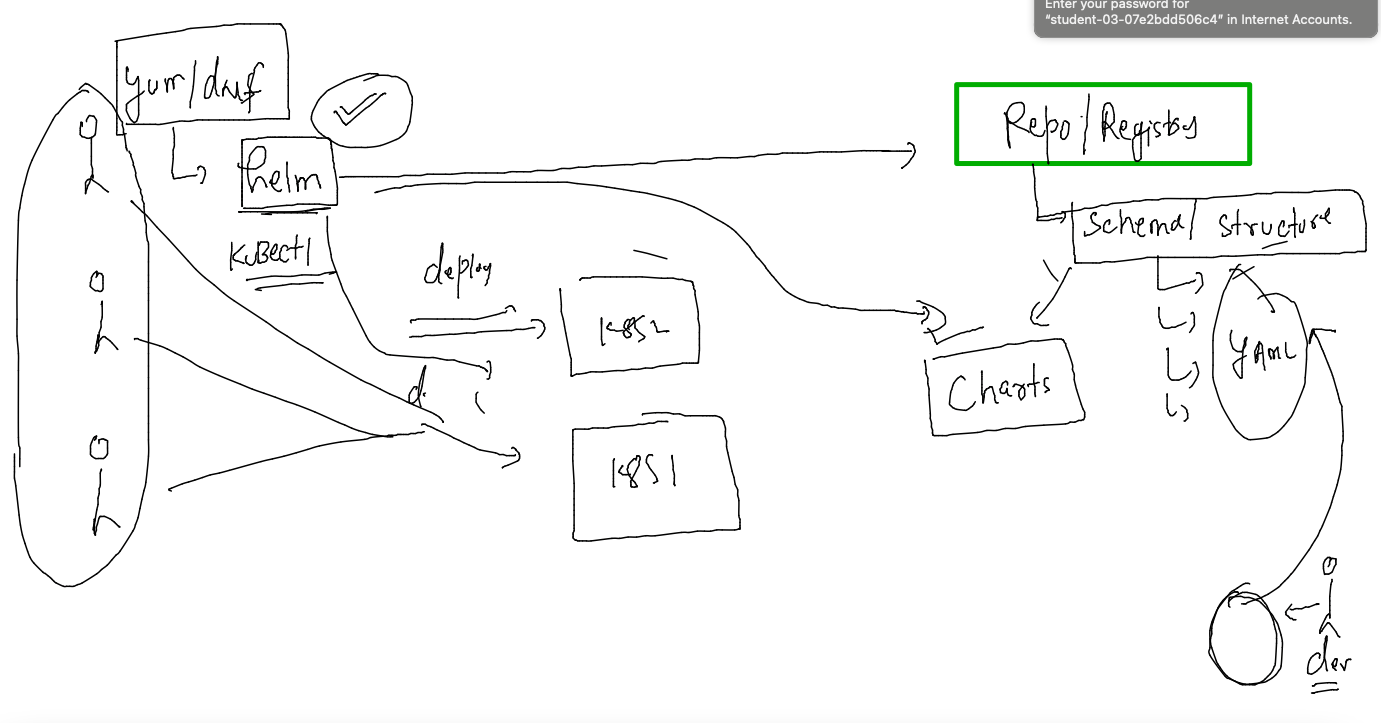 Enter your password for
"student-03-07e2bdd506c4" in Internet Accounts.
yum/dnf
helm
Repo/Registry
Schema/ Structure
kuBectl
deploy
K8S2
YAML
Charts
d.
K8S1
dev